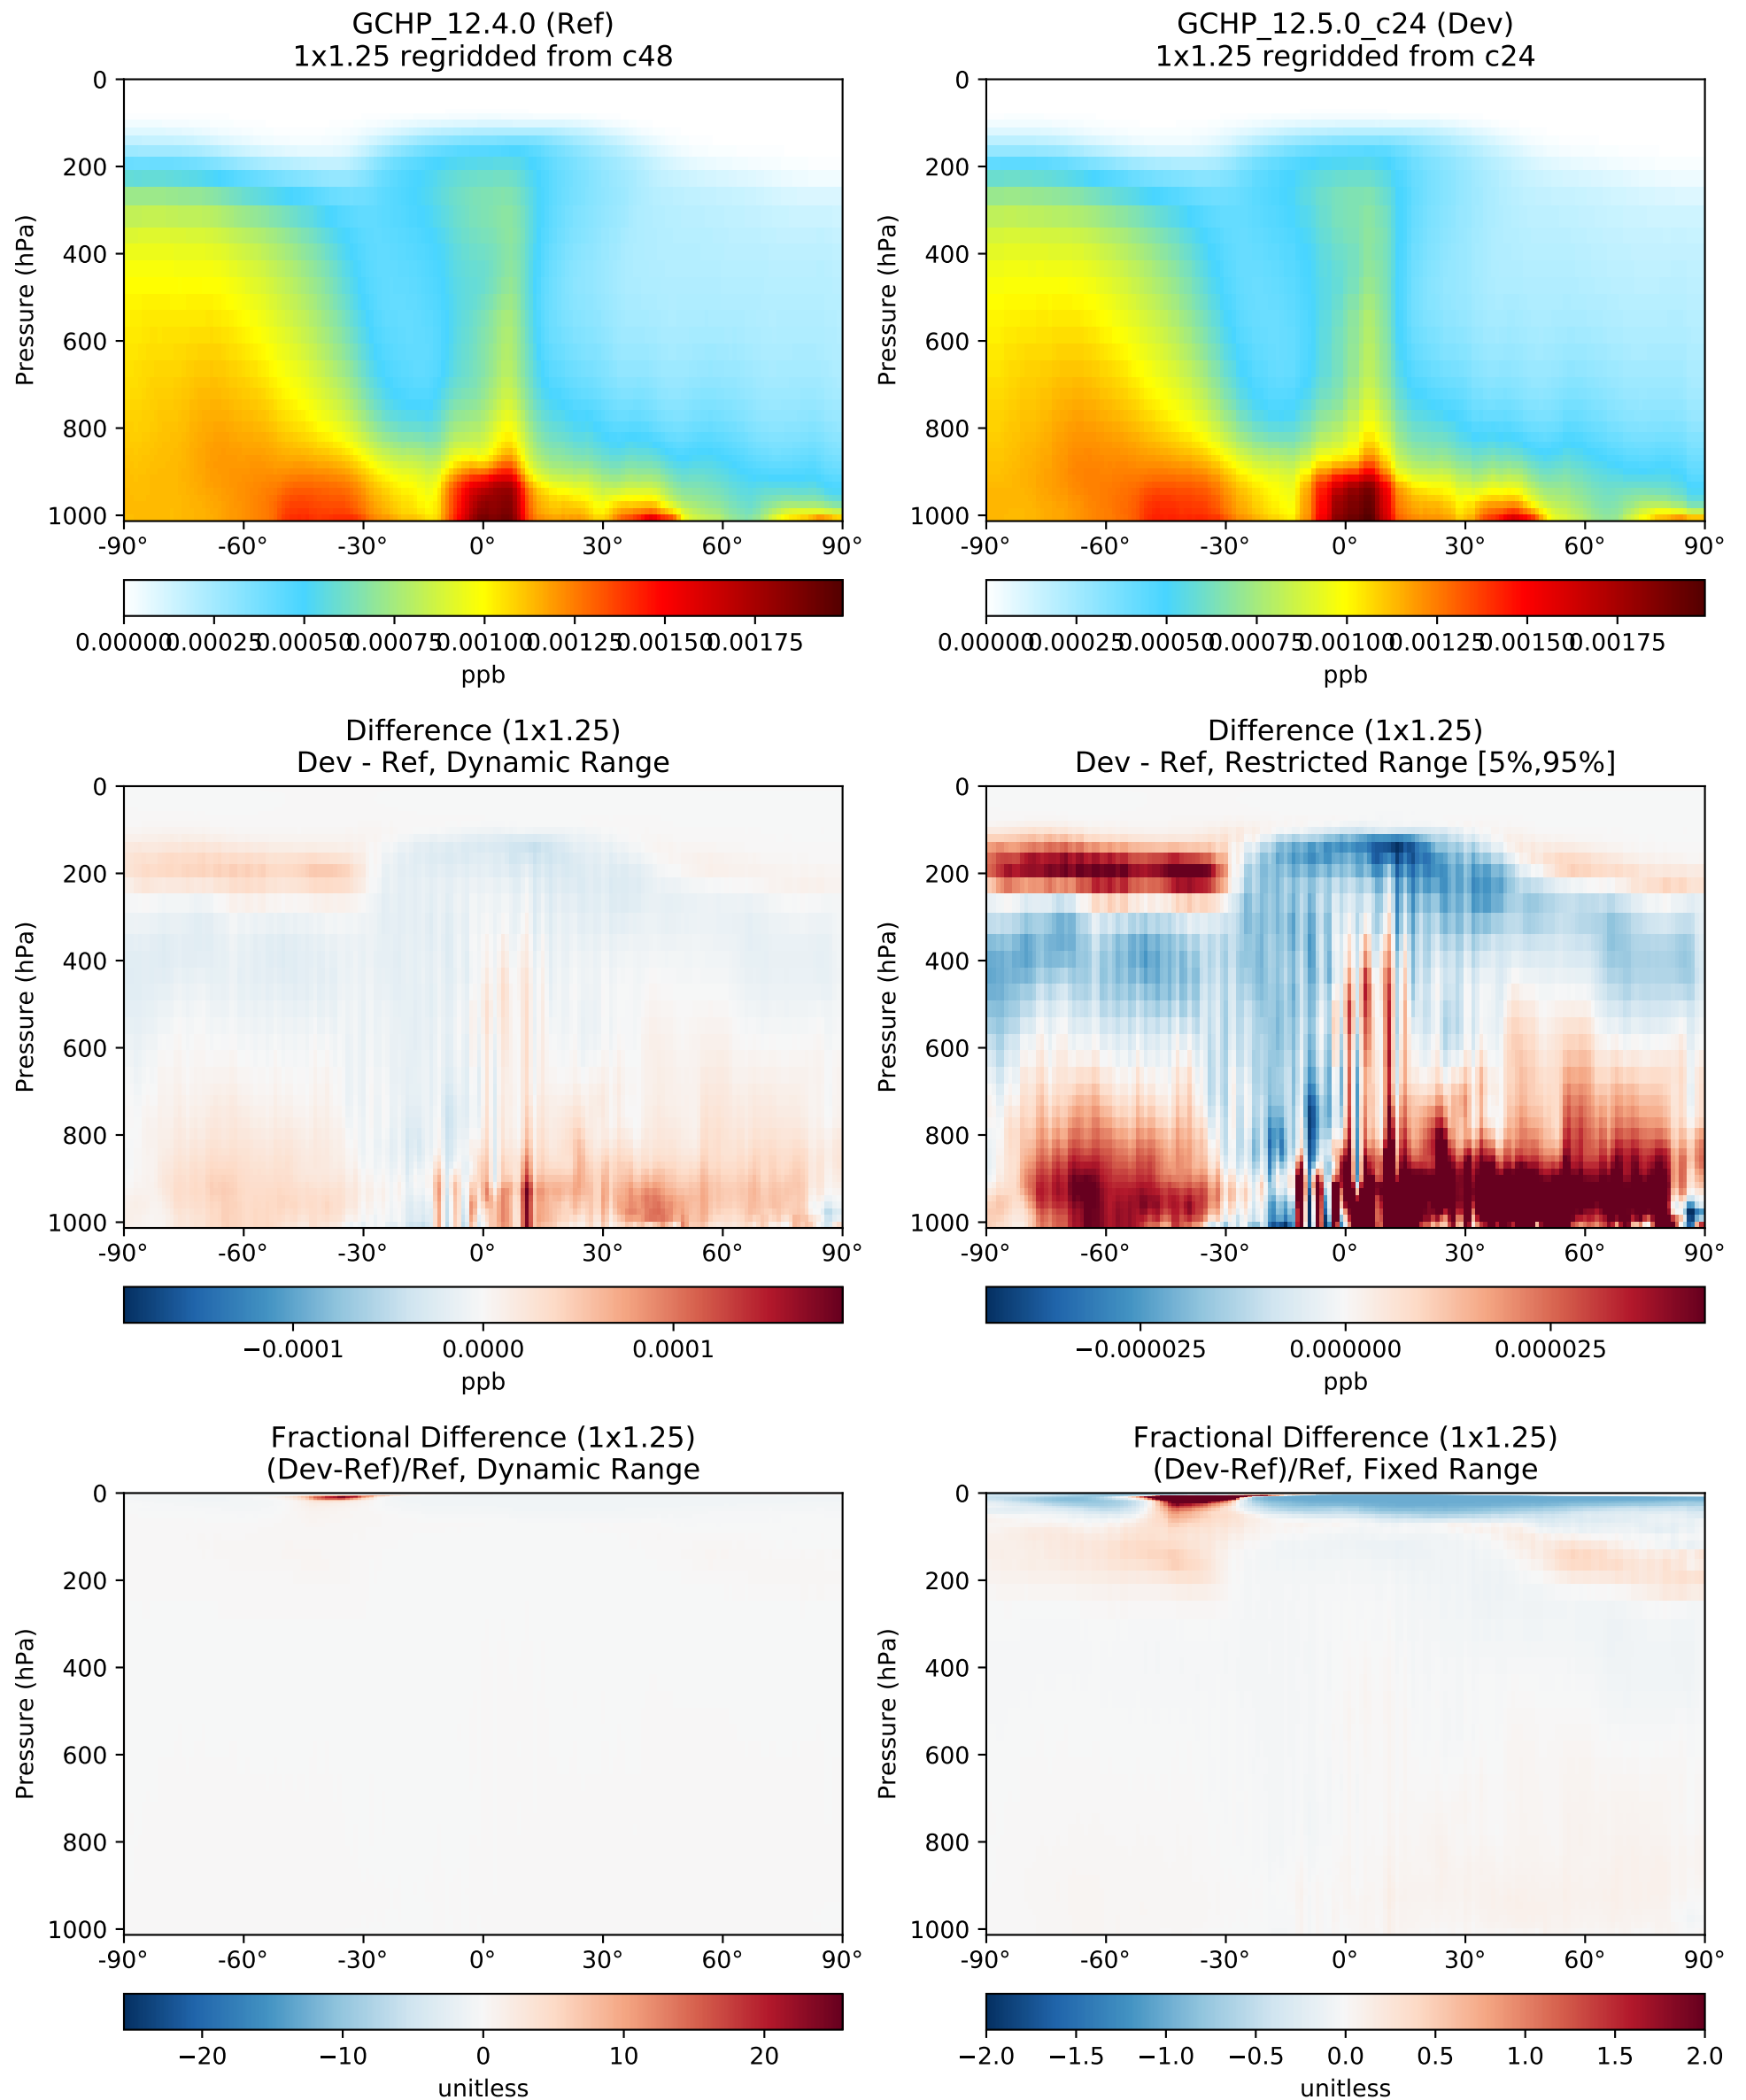 GCHP_12.4.0 (Ref)
1x1.25 regridded from c48
0
200
400
600
800
1000
Pressure (hPa)
-90° -60° -30° 0° 30° 60° 90°
0.00000 0.00025 0.00050 0.00075 0.00100 0.00125 0.00150 0.00175
ppb
GCHP_12.5.0_c24 (Dev)
1x1.25 regridded from c24
0
200
400
600
800
1000
Pressure (hPa)
-90° -60° -30° 0° 30° 60° 90°
0.00000 0.00025 0.00050 0.00075 0.00100 0.00125 0.00150 0.00175
ppb
Difference (1x1.25)
Dev - Ref, Dynamic Range
0
200
400
600
800
1000
Pressure (hPa)
-90° -60° -30° 0° 30° 60° 90°
−0.0001 0.0000 0.0001
ppb
Difference (1x1.25)
Dev - Ref, Restricted Range [5%,95%]
0
200
400
600
800
1000
Pressure (hPa)
-90° -60° -30° 0° 30° 60° 90°
−0.000025 0.000000 0.000025
ppb
Fractional Difference (1x1.25)
(Dev-Ref)/Ref, Dynamic Range
0
200
400
600
800
1000
Pressure (hPa)
-90° -60° -30° 0° 30° 60° 90°
−20 −10 0 10 20
unitless
Fractional Difference (1x1.25)
(Dev-Ref)/Ref, Fixed Range
0
200
400
600
800
1000
Pressure (hPa)
-90° -60° -30° 0° 30° 60° 90°
−2.0 −1.5 −1.0 −0.5 0.0 0.5 1.0 1.5 2.0
unitless